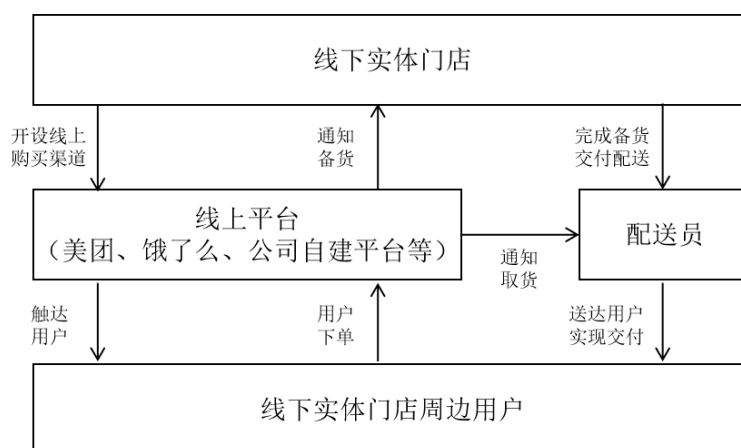 线下实体门店
开设线上
购买渠道
通知
备货
完成备货
交付配送
线上平台
（美团、饿了么、公司自建平台等）
配送员
通知
取货
触达
用户
用户
下单
送达用户
实现交付
线下实体门店周边用户